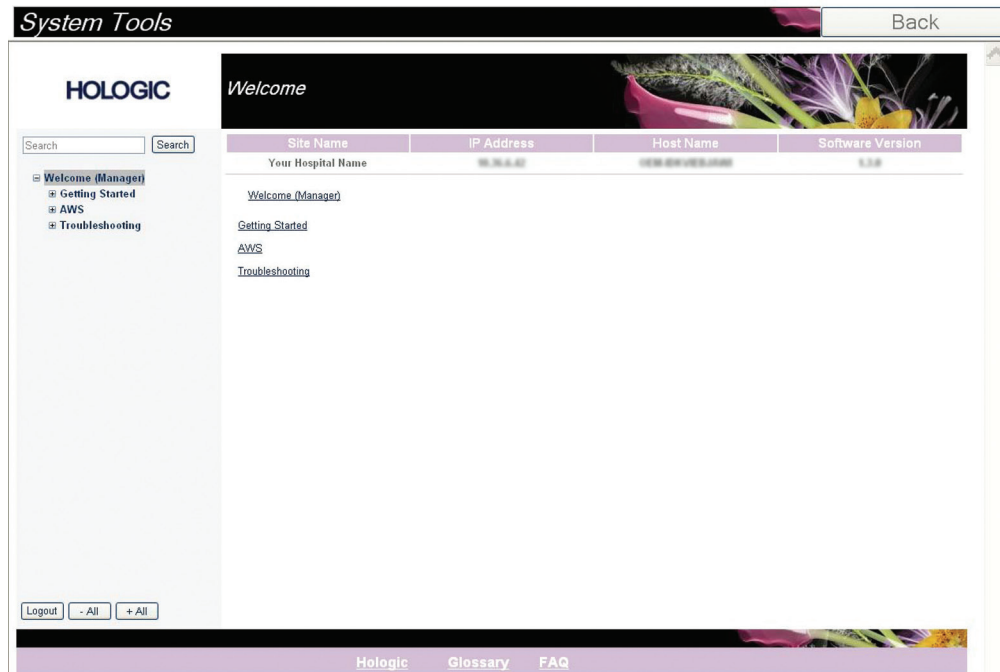 System Tools
Back
HOLOGIC
Welcome
Search
Search
Site Name
IP Address
Host Name
Software Version
Your Hospital Name
Welcome (Manager)
Getting Started
AWS
Troubleshooting
Welcome (Manager)
Getting Started
AWS
Troubleshooting
Logout
- All
+ All
Hologic
Glossary
FAQ